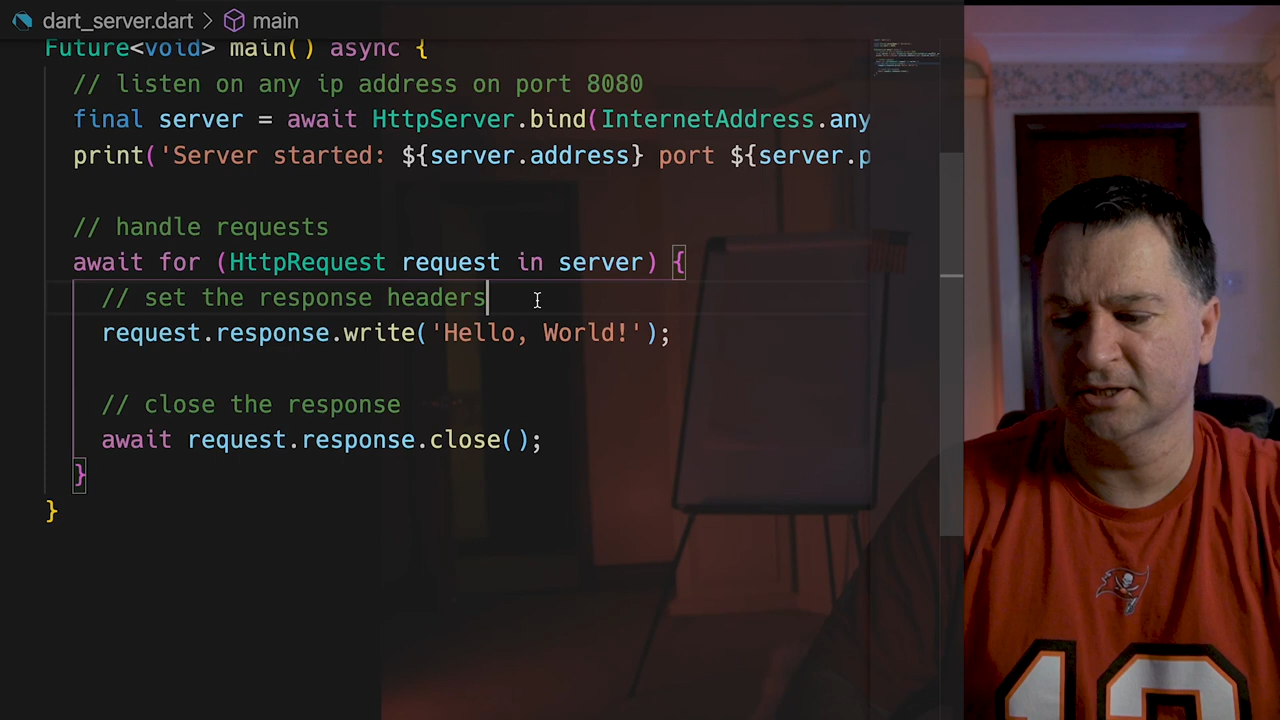 dart_server.dart > main
Future<void> main() async {
// listen on any ip address on port 8080
final server = await HttpServer.bind(InternetAddress.any
print('Server started: ${server.address} port ${server.p
// handle requests
await for (HttpRequest request in server) {
// set the response headers
request.response.write('Hello, World!');
// close the response
await request.response.close();
}
}